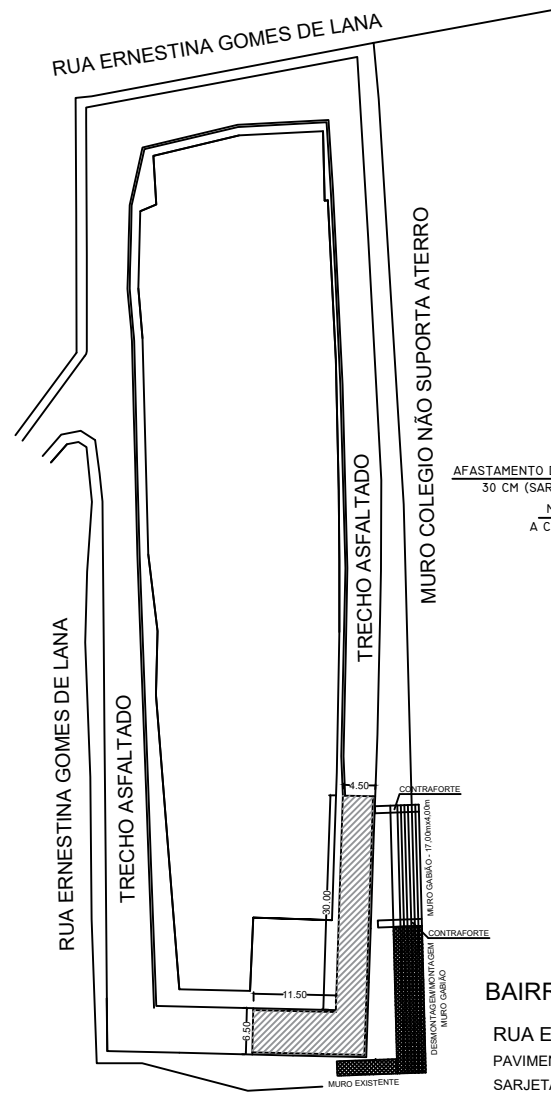 RUA ERNESTINA GOMES DE LANA
MURO COLEGIO NÃO SUPORTA ATERRO
AFASTAMENTO
30 CM (SAR
A C
TRECHO ASFALTADO
RUA ERNESTINA GOMES DE LANA
TRECHO ASFALTADO
4.50
CONTRAFORTE
MURO GABIÃO - 17,00mx4,00m
30.00
CONTRAFORTE
DESMONTAGEM/MONTAGEM
MURO GABIÃO
11.50
6.50
MURO EXISTENTE
BAIRR
RUA E
PAVIMEN
SARJETA